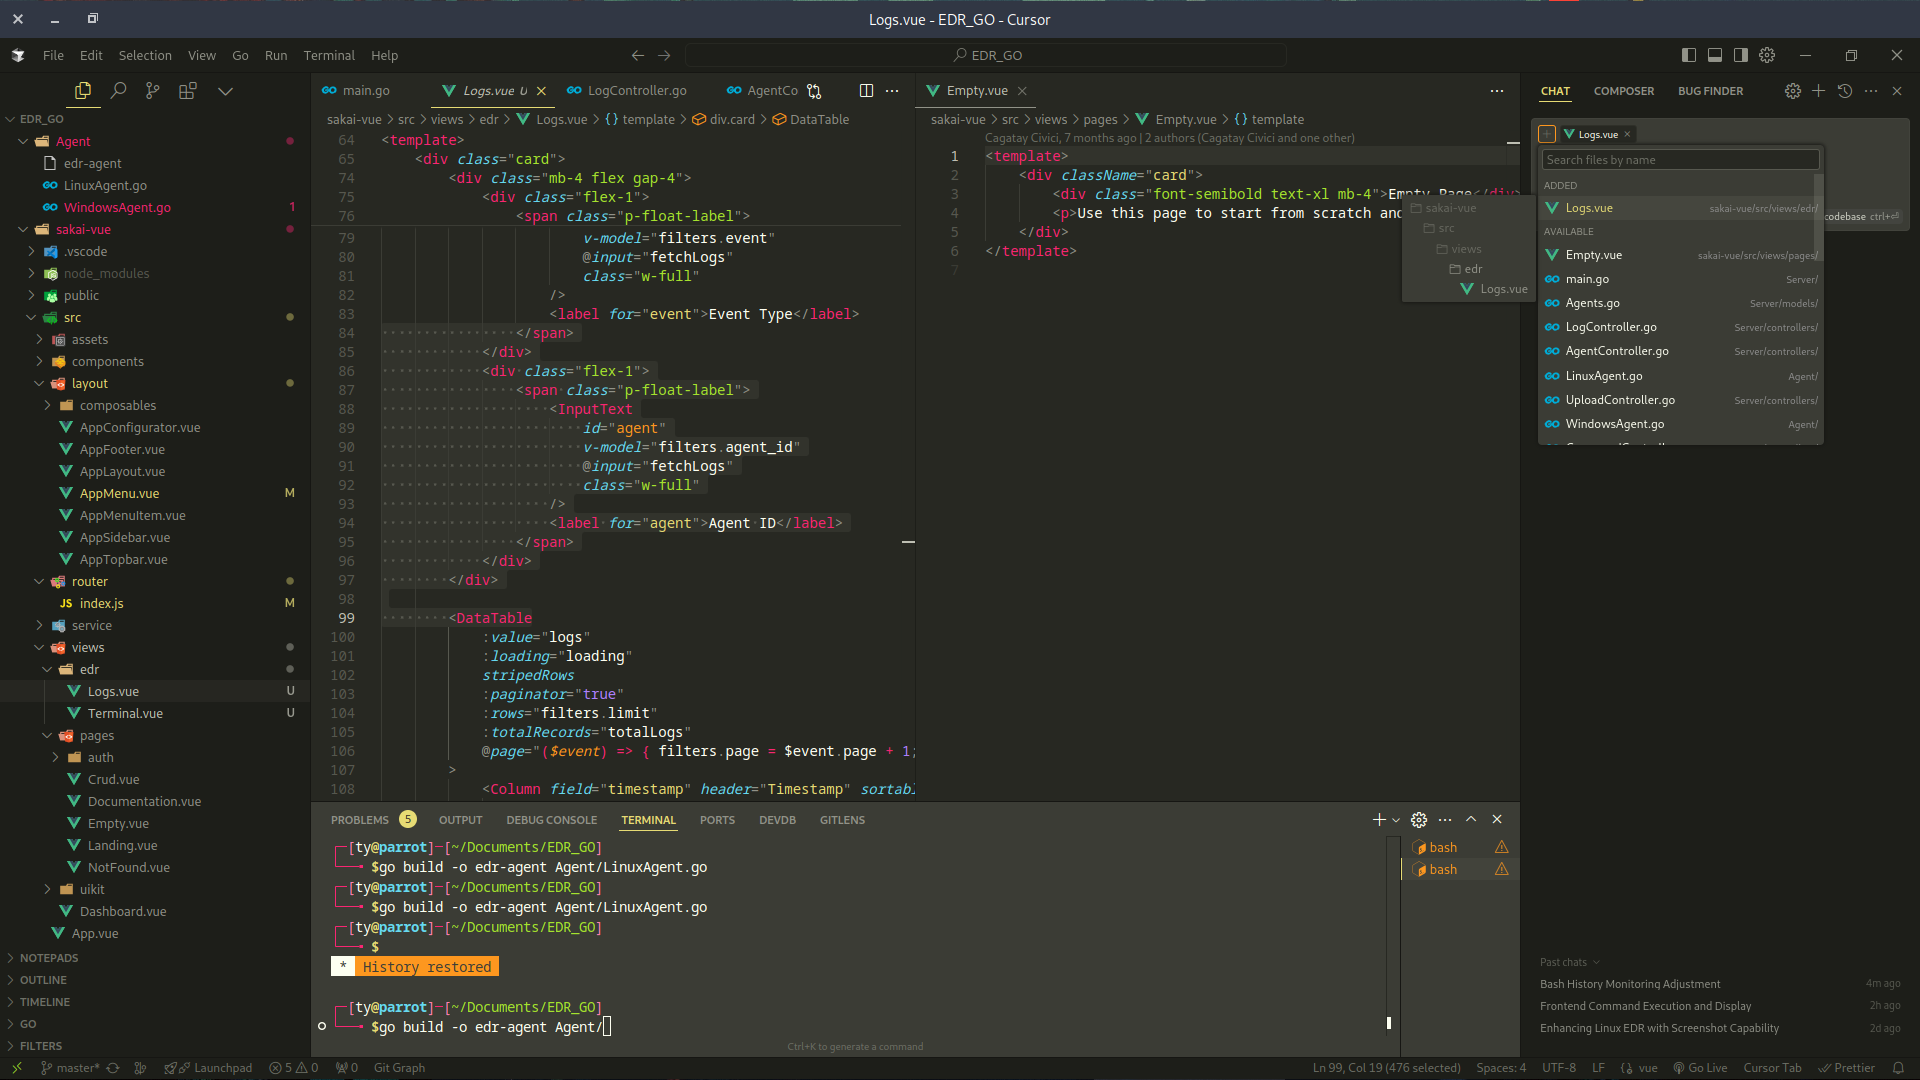 Logs.vue - EDR_GO - Cursor
File Edit Selection View Go Run Terminal Help
EDR_GO
EDR_GO
Agent
edr-agent
LinuxAgent.go
WindowsAgent.go 1
sakai-vue
.vscode
node_modules
public
src
assets
components
layout
composables
AppConfigurator.vue
AppFooter.vue
AppLayout.vue
AppMenu.vue M
AppMenuItem.vue
AppSidebar.vue
AppTopbar.vue
router
JS index.js M
service
views
edr
Logs.vue U
Terminal.vue U
pages
auth
Crud.vue
Documentation.vue
Empty.vue
Landing.vue
NotFound.vue
uikit
Dashboard.vue
App.vue
NOTEPADS
OUTLINE
TIMELINE
GO
FILTERS
main.go Logs.vue U LogController.go AgentCo
sakai-vue > src > views > edr > Logs.vue > {} template > div.card > DataTable
64 <template>
65 <div class="card">
74 <div class="mb-4 flex gap-4">
75 <div class="flex-1">
76 <span class="p-float-label">
79 v-model="filters.event"
80 @input="fetchLogs"
81 class="w-full"
82 />
83 <label for="event">Event Type</label>
84 </span>
85 </div>
86 <div class="flex-1">
87 <span class="p-float-label">
88 <InputText
89 id="agent"
90 v-model="filters.agent_id"
91 @input="fetchLogs"
92 class="w-full"
93 />
94 <label for="agent">Agent ID</label>
95 </span>
96 </div>
97 </div>
98
99 <DataTable
100 :value="logs"
101 :loading="loading"
102 stripedRows
103 :paginator="true"
104 :rows="filters.limit"
105 :totalRecords="totalLogs"
106 @page="($event) => { filters.page = $event.page + 1;
107 >
108 <Column field="timestamp" header="Timestamp" sortabl
Empty.vue
sakai-vue > src > views > pages > Empty.vue > {} template
Cagatay Civici, 7 months ago | 2 authors (Cagatay Civici and one other)
1 <template>
2 <div className="card">
3 <div class="font-semibold text-xl mb-4">Empty Page</div>
4 <p>Use this page to start from scratch and
5 </div>
6 </template>
7
sakai-vue
src
views
edr
Logs.vue
CHAT COMPOSER BUG FINDER
Logs.vue
Search files by name
ADDED
Logs.vue sakai-vue/src/views/edr/
codebase ctrl+⏎
AVAILABLE
Empty.vue sakai-vue/src/views/pages/
main.go Server/
Agents.go Server/models/
LogController.go Server/controllers/
AgentController.go Server/controllers/
LinuxAgent.go Agent/
UploadController.go Server/controllers/
WindowsAgent.go Agent/
Past chats
Bash History Monitoring Adjustment 4m ago
Frontend Command Execution and Display 2h ago
Enhancing Linux EDR with Screenshot Capability 2d ago
PROBLEMS 5 OUTPUT DEBUG CONSOLE TERMINAL PORTS DEVDB GITLENS
[ty@parrot]─[~/Documents/EDR_GO]
$go build -o edr-agent Agent/LinuxAgent.go
[ty@parrot]─[~/Documents/EDR_GO]
$go build -o edr-agent Agent/LinuxAgent.go
[ty@parrot]─[~/Documents/EDR_GO]
$
* History restored
[ty@parrot]─[~/Documents/EDR_GO]
$go build -o edr-agent Agent/
Ctrl+K to generate a command
bash
bash
master* Launchpad 5 0 0 Git Graph Ln 99, Col 19 (476 selected) Spaces: 4 UTF-8 LF {} vue Go Live Cursor Tab Prettier